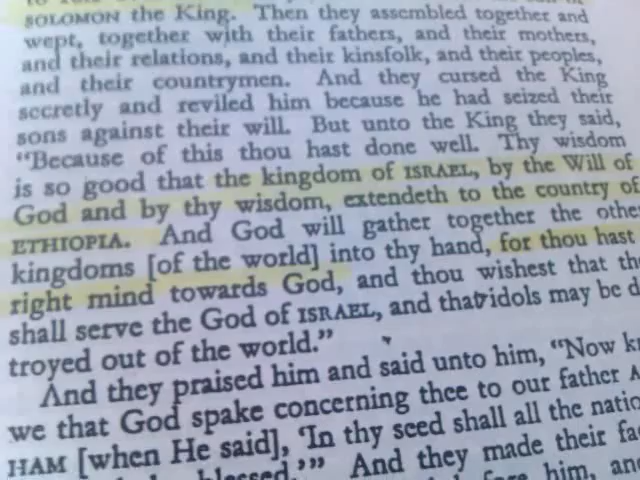 SOLOMON the King. Then they assembled together and
wept, together with their fathers, and their mothers,
and their relations, and their kinsfolk, and their peoples,
and their countrymen. And they cursed the King
secretly and reviled him because he had seized their
sons against their will. But unto the King they said,
"Because of this thou hast done well. Thy wisdom
is so good that the kingdom of ISRAEL, by the Will of
God and by thy wisdom, extendeth to the country of
ETHIOPIA. And God will gather together the othe
kingdoms [of the world] into thy hand, for thou hast
right mind towards God, and thou wishest that th
shall serve the God of ISRAEL, and that idols may be d
troyed out of the world."
And they praised him and said unto him, "Now k
we that God spake concerning thee to our father A
HAM [when He said], 'In thy seed shall all the natio
blessed.'" And they made their fa
him, and